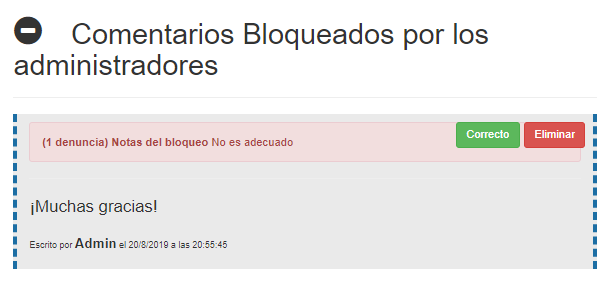 Comentarios Bloqueados por los
administradores
(1 denuncia) Notas del bloqueo No es adecuado
Correcto
Eliminar
¡Muchas gracias!
Escrito por Admin el 20/8/2019 a las 20:55:45